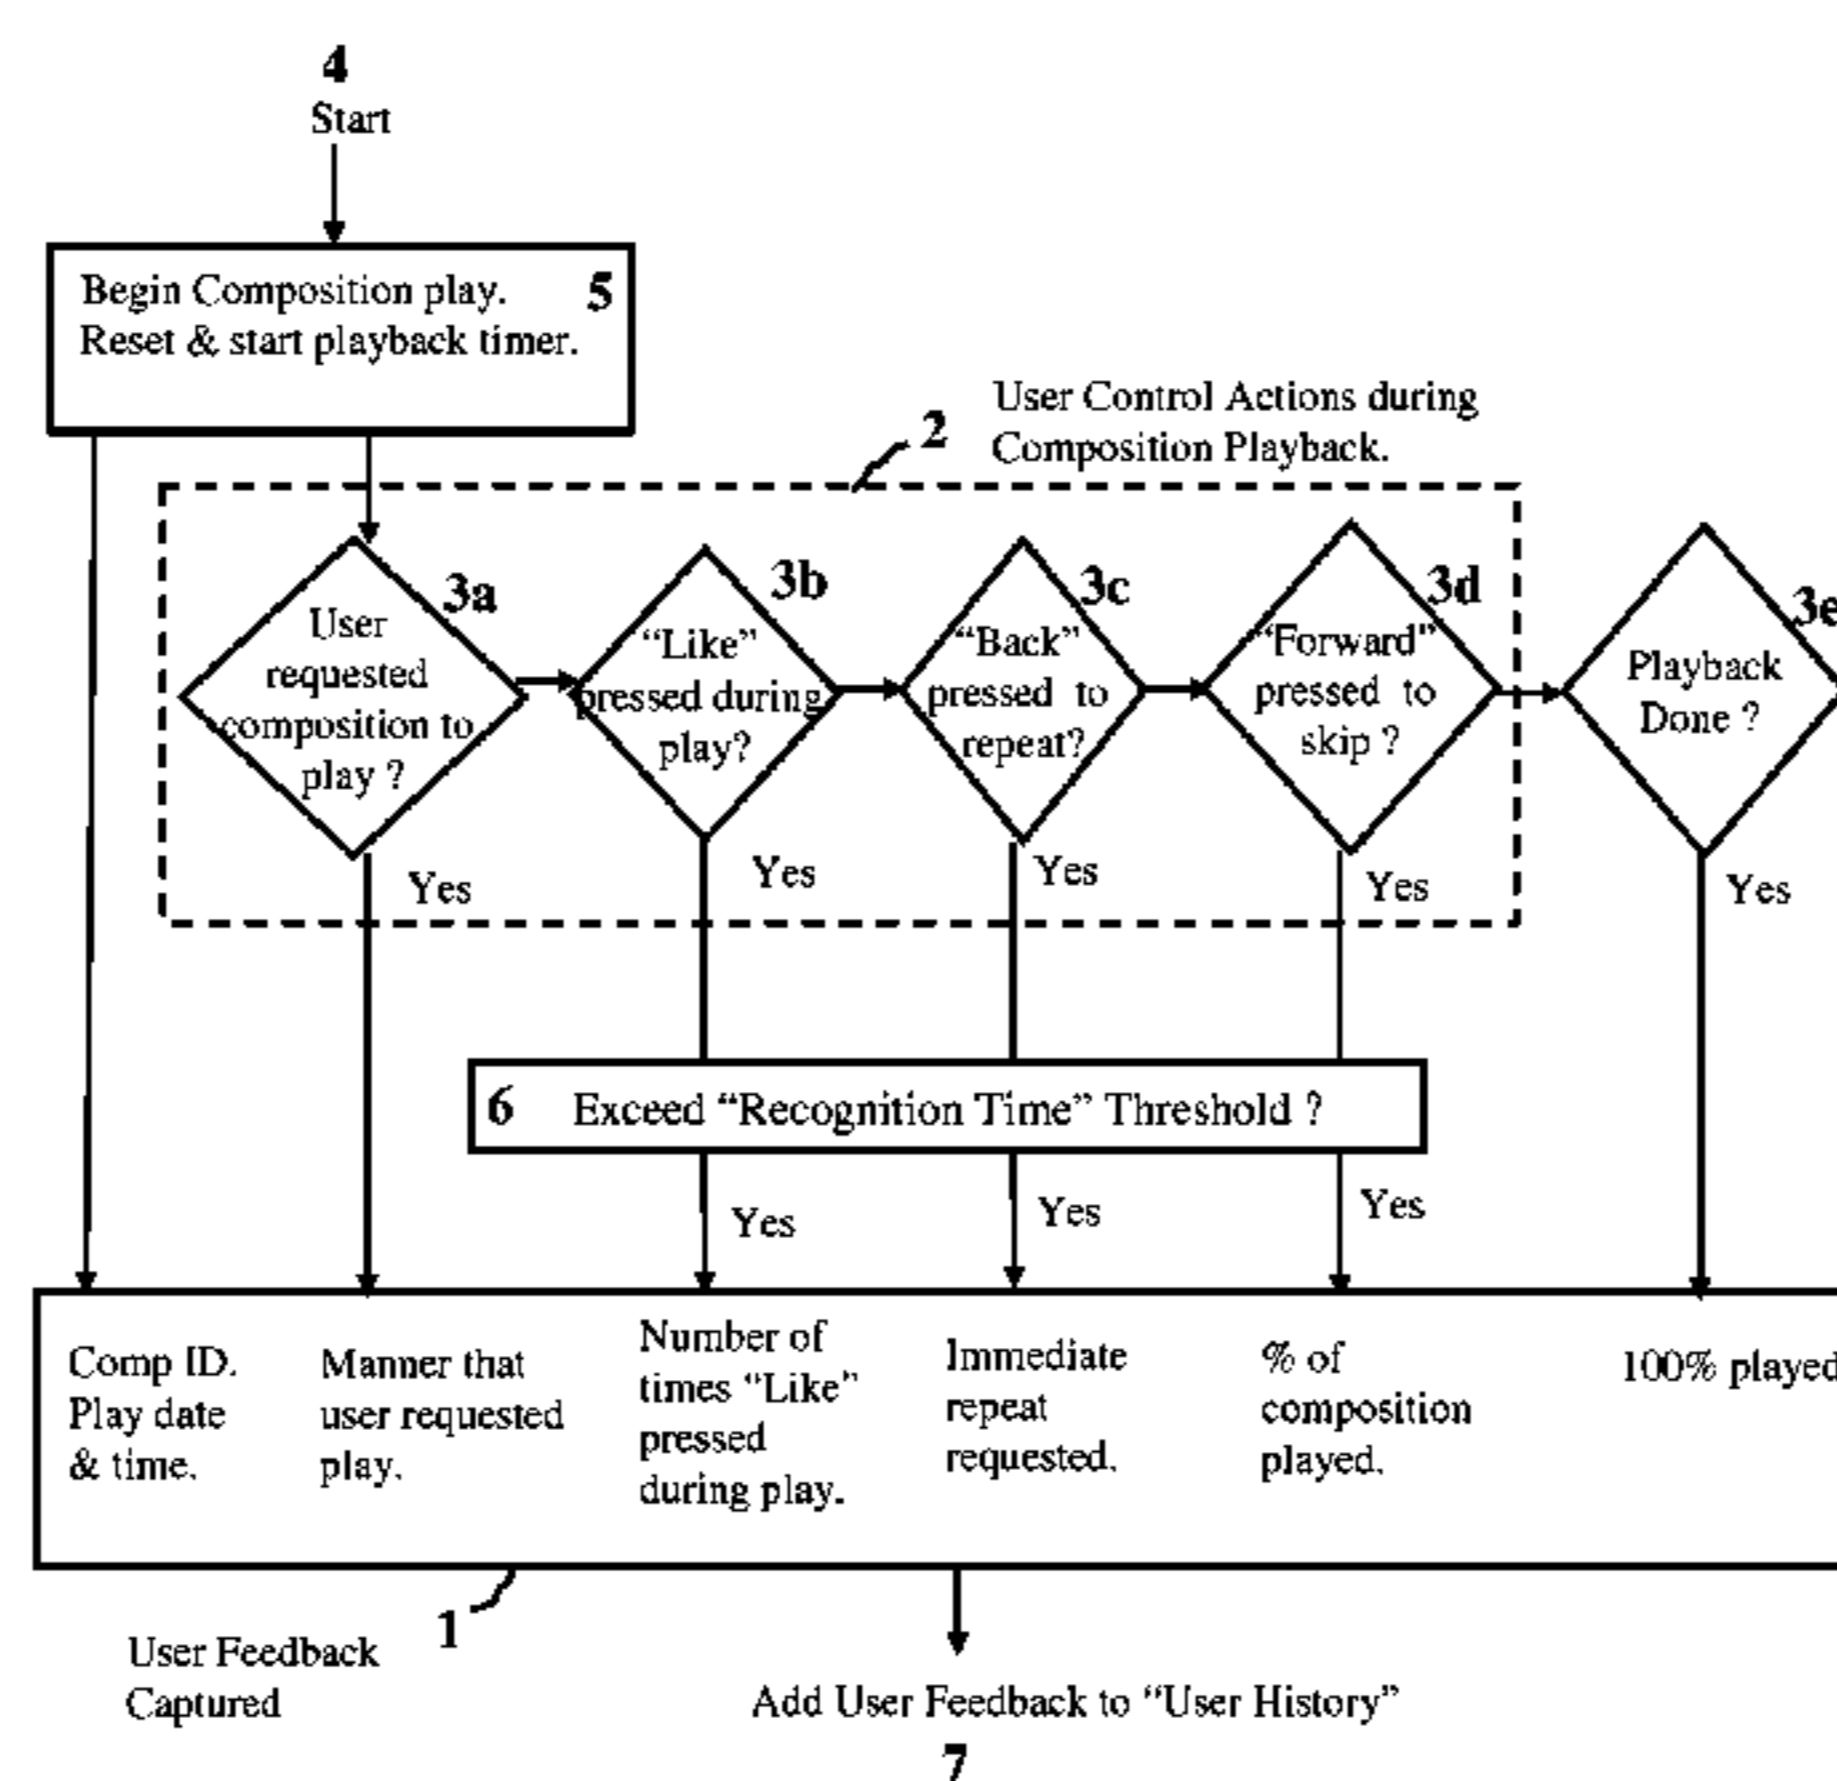 4
Start
Begin Composition play.
5
Reset & start playback timer.
2
User Control Actions during
Composition Playback.
3a
User
requested
composition to
play ?
3b
“Like”
pressed during
play?
3c
“Back”
pressed to
repeat?
3d
“Forward”
pressed to
skip ?
3e
Playback
Done ?
Yes
Yes
Yes
Yes
Yes
6 Exceed “Recognition Time” Threshold ?
Yes
Yes
Yes
Comp ID.
Play date
& time.
Manner that
user requested
play.
Number of
times “Like”
pressed
during play.
Immediate
repeat
requested.
% of
composition
played.
100% played
1
User Feedback
Captured
Add User Feedback to “User History”
7